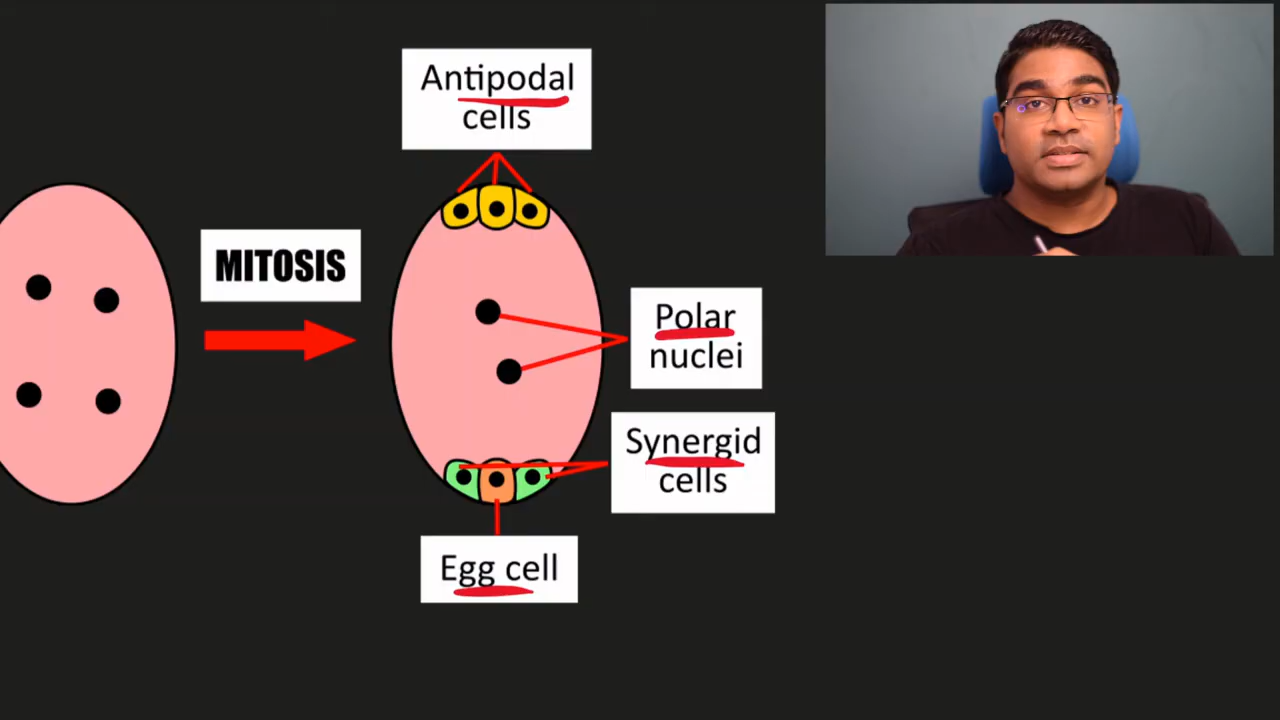 Antipodal
cells
MITOSIS
Polar
nuclei
Synergid
cells
Egg cell